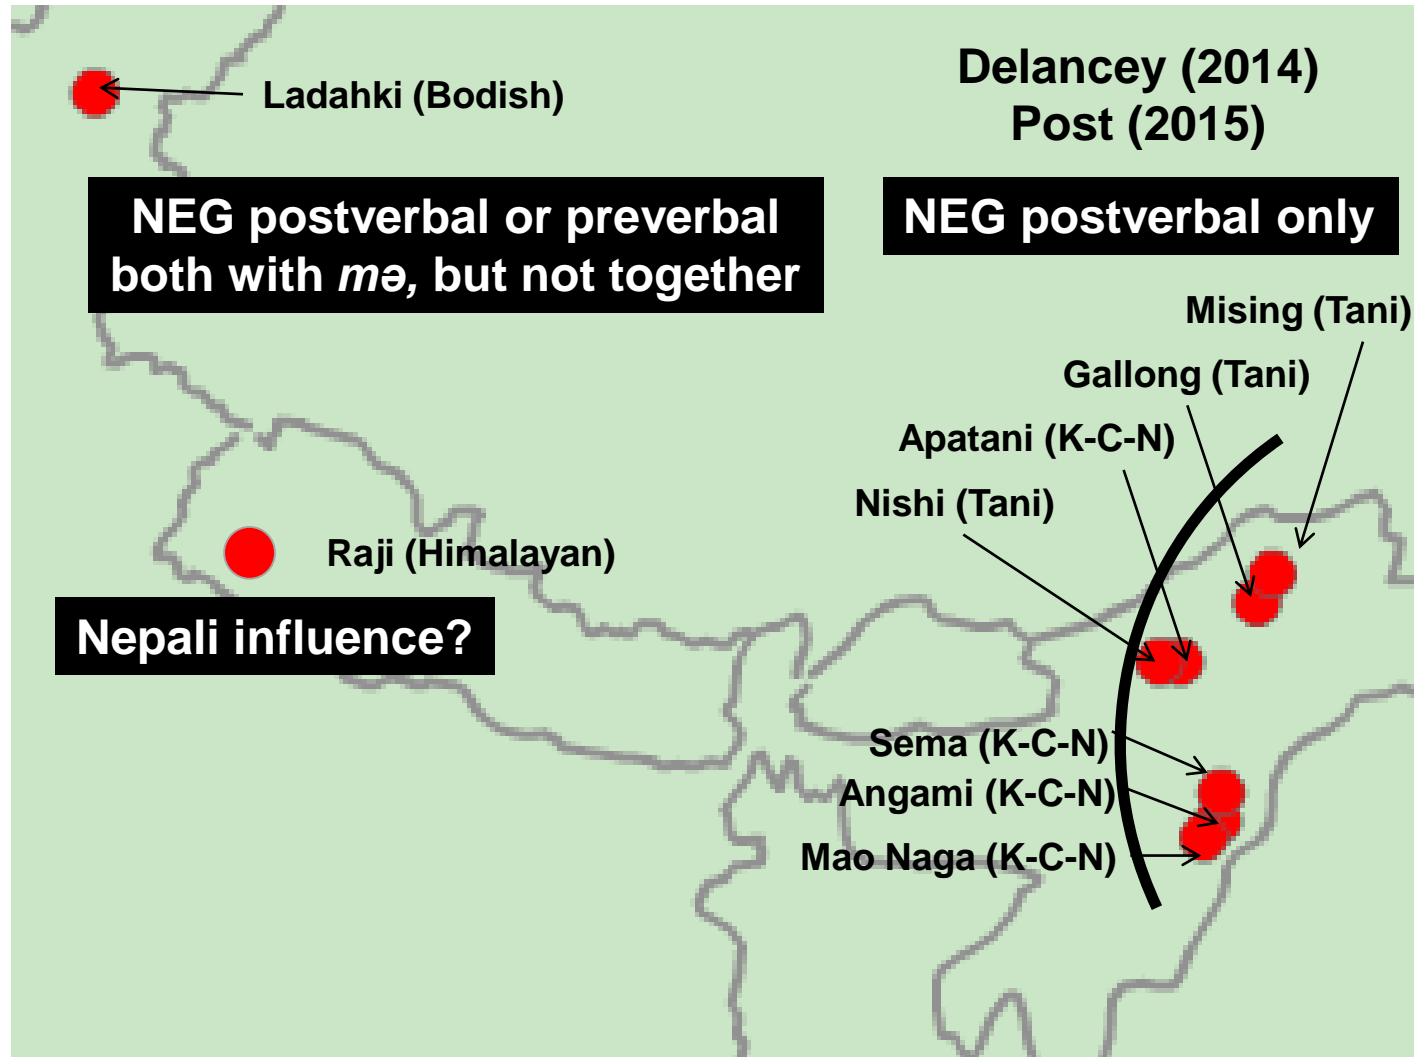 Delancey (2014)
Post (2015)
Ladahki (Bodish)
NEG postverbal or preverbal
both with mə, but not together
NEG postverbal only
Mising (Tani)
Gallong (Tani)
Apatani (K-C-N)
Nishi (Tani)
Raji (Himalayan)
Nepali influence?
Sema (K-C-N)
Angami (K-C-N)
Mao Naga (K-C-N)